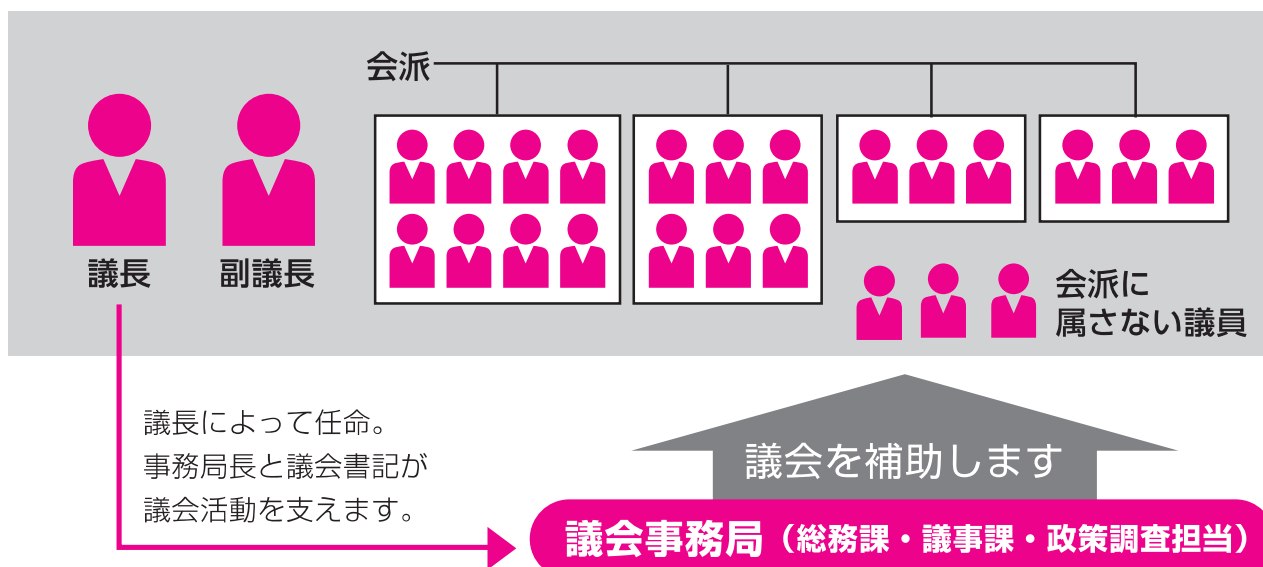 会派
議長
副議長
会派に
属さない議員
議長によって任命。
事務局長と議会書記が
議会活動を支えます。
議会を補助します
議会事務局（総務課・議事課・政策調査担当）